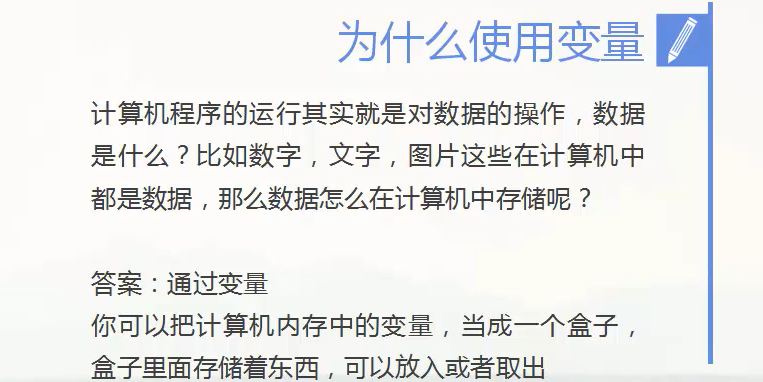 为什么使用变量
计算机程序的运行其实就是对数据的操作，数据
是什么？比如数字，文字，图片这些在计算机中
都是数据，那么数据怎么在计算机中存储呢？
答案：通过变量
你可以把计算机内存中的变量，当成一个盒子，
盒子里面存储着东西，可以放入或者取出